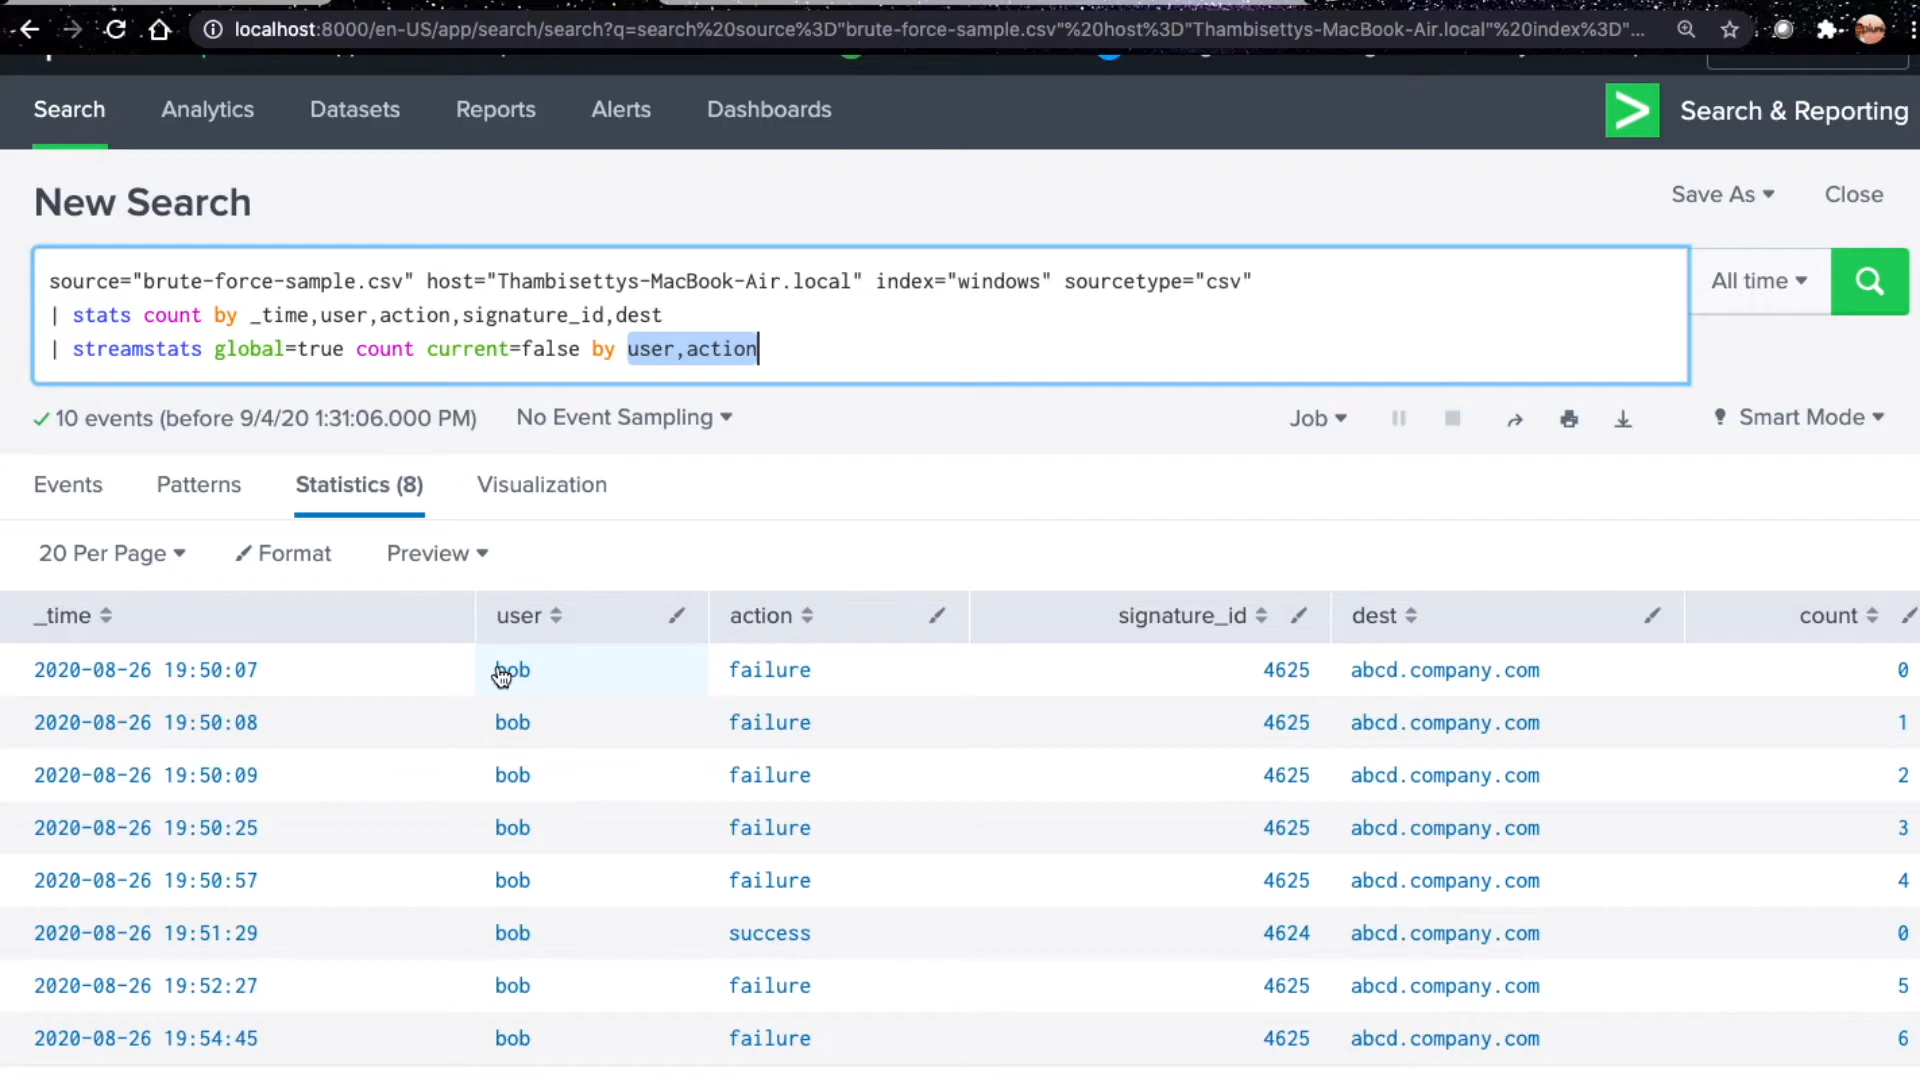 localhost:8000/en-US/app/search/search?q=search%20source%3D"brute-force-sample.csv"%20host%3D"Thambisettys-MacBook-Air.local"%20index%3D"...
Search Analytics Datasets Reports Alerts Dashboards Search & Reporting
New Search
Save As Close
source="brute-force-sample.csv" host="Thambisettys-MacBook-Air.local" index="windows" sourcetype="csv"
| stats count by _time,user,action,signature_id,dest
| streamstats global=true count current=false by user,action
All time
10 events (before 9/4/20 1:31:06.000 PM) No Event Sampling Job Smart Mode
Events Patterns Statistics (8) Visualization
20 Per Page Format Preview
_time user action signature_id dest count
2020-08-26 19:50:07 bob failure 4625 abcd.company.com 0
2020-08-26 19:50:08 bob failure 4625 abcd.company.com 1
2020-08-26 19:50:09 bob failure 4625 abcd.company.com 2
2020-08-26 19:50:25 bob failure 4625 abcd.company.com 3
2020-08-26 19:50:57 bob failure 4625 abcd.company.com 4
2020-08-26 19:51:29 bob success 4624 abcd.company.com 0
2020-08-26 19:52:27 bob failure 4625 abcd.company.com 5
2020-08-26 19:54:45 bob failure 4625 abcd.company.com 6